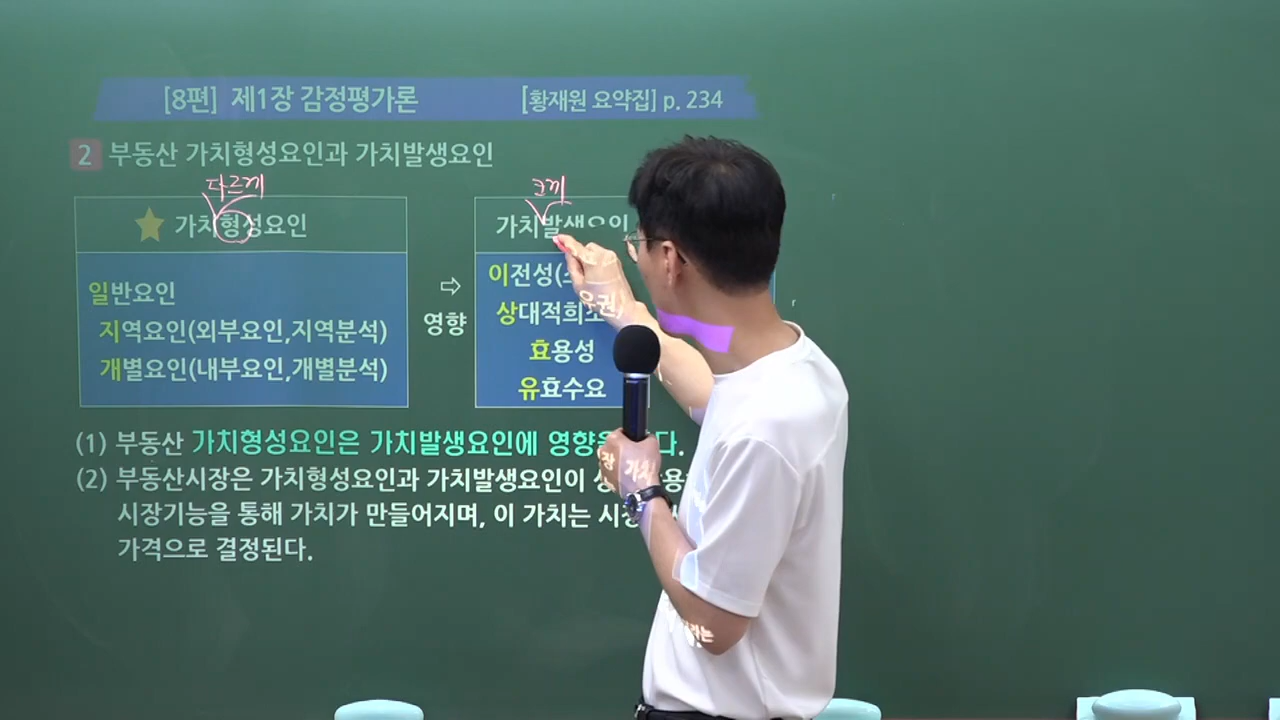 [8편] 제1장 감정평가론 [황재원 요약집] p. 234
2 부동산 가치형성요인과 가치발생요인
다르게 크게
가치형성요인 가치발생요인
일반요인
지역요인(외부요인,지역분석)
개별요인(내부요인,개별분석)
⇨
영향
이전성(
유권)
상대적희소
효용성
유효수요
(1) 부동산 가치형성요인은 가치발생요인에 영향을 다.
(2) 부동산시장은 가치형성요인과 가치발생요인이
시장기능을 통해 가치가 만들어지며, 이 가치는
가격으로 결정된다.